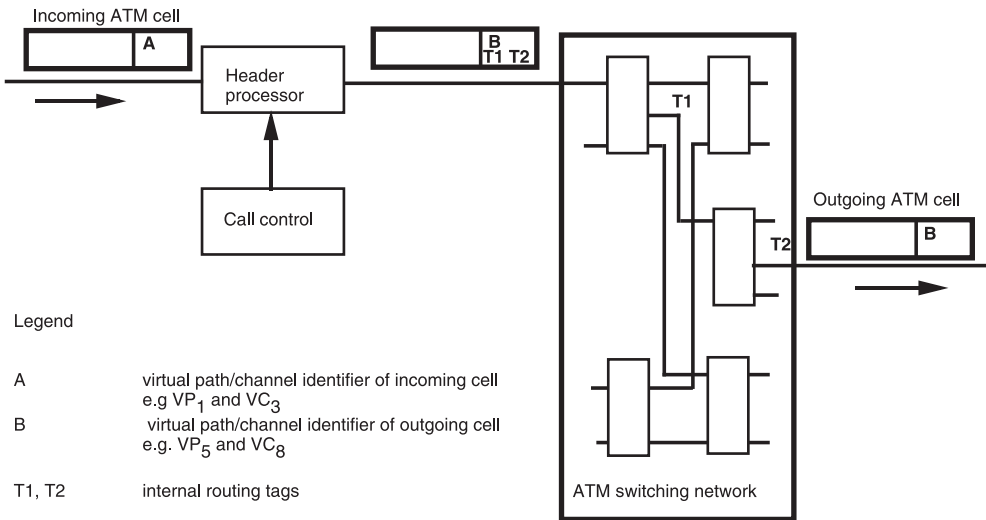 Incoming ATM cell
A
B
T1 T2
Header
processor
T1
Call control
Outgoing ATM cell
B
T2
Legend
A virtual path/channel identifier of incoming cell
e.g VP1 and VC3
B virtual path/channel identifier of outgoing cell
e.g. VP5 and VC8
T1, T2 internal routing tags
ATM switching network